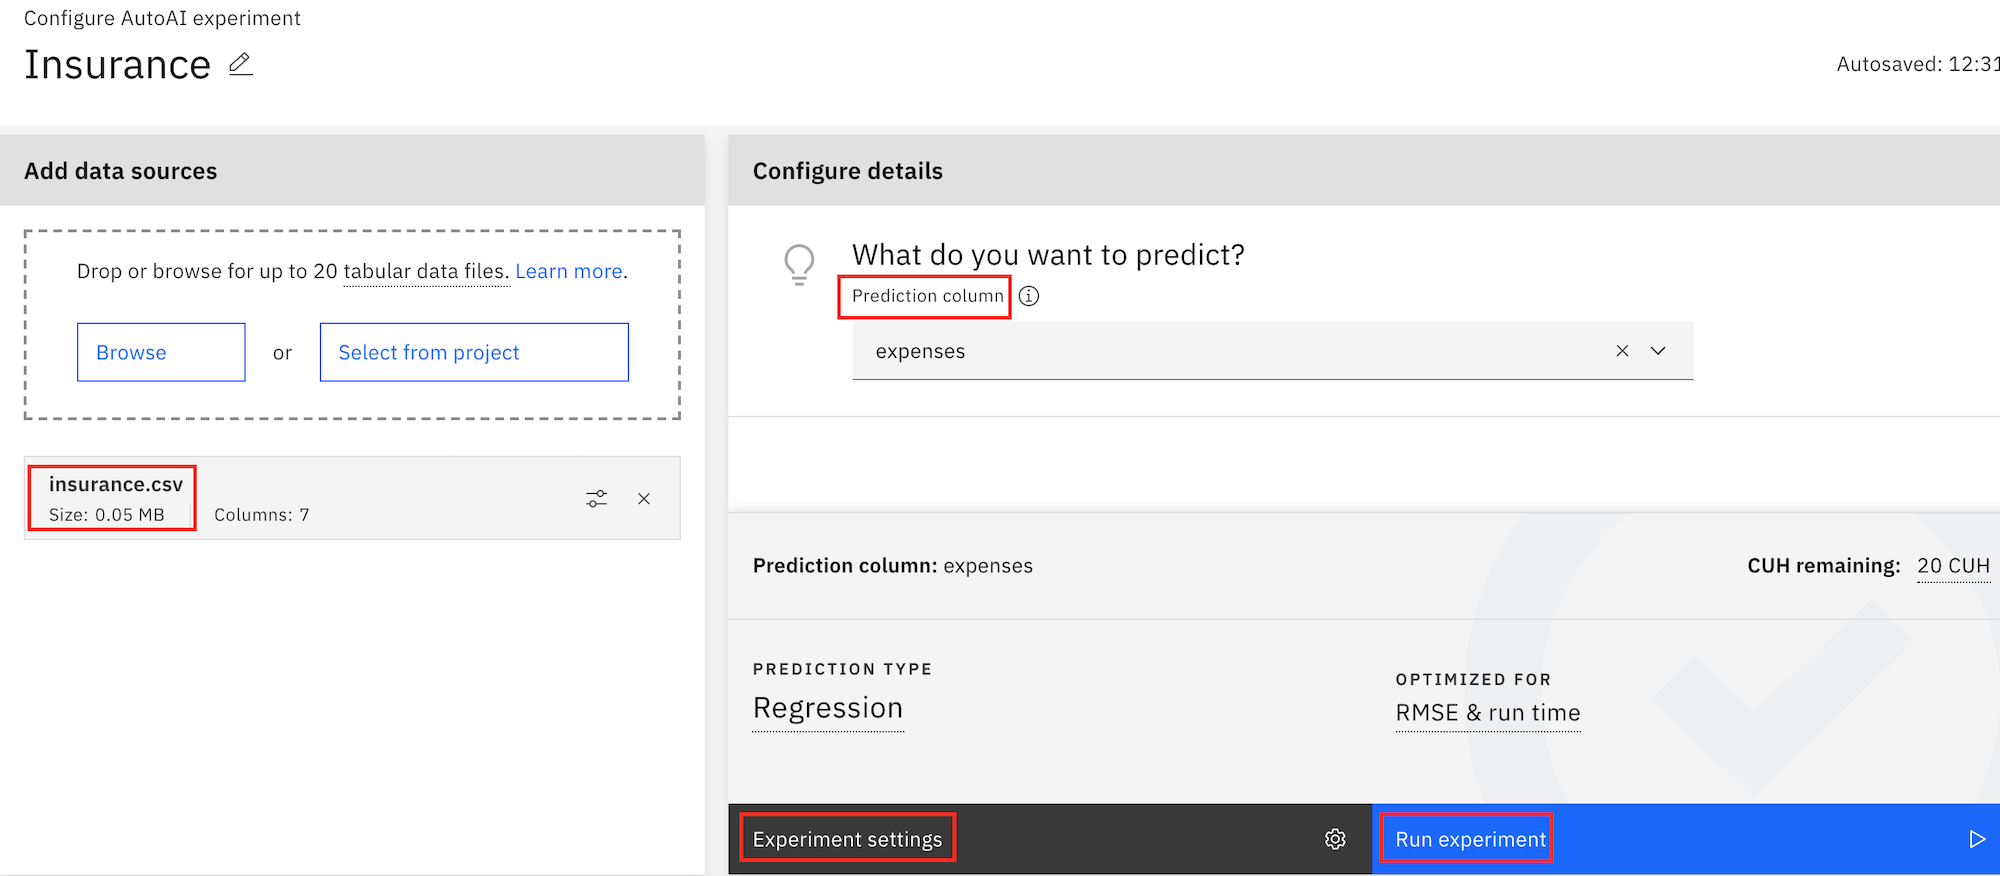 Configure AutoAI experiment
Insurance
Autosaved: 12:31
Add data sources
Drop or browse for up to 20 tabular data files. Learn more.
Browse or Select from project
insurance.csv
Size: 0.05 MB Columns: 7
Configure details
What do you want to predict?
Prediction column
expenses
Prediction column: expenses
CUH remaining: 20 CUH
PREDICTION TYPE
Regression
OPTIMIZED FOR
RMSE & run time
Experiment settings
Run experiment